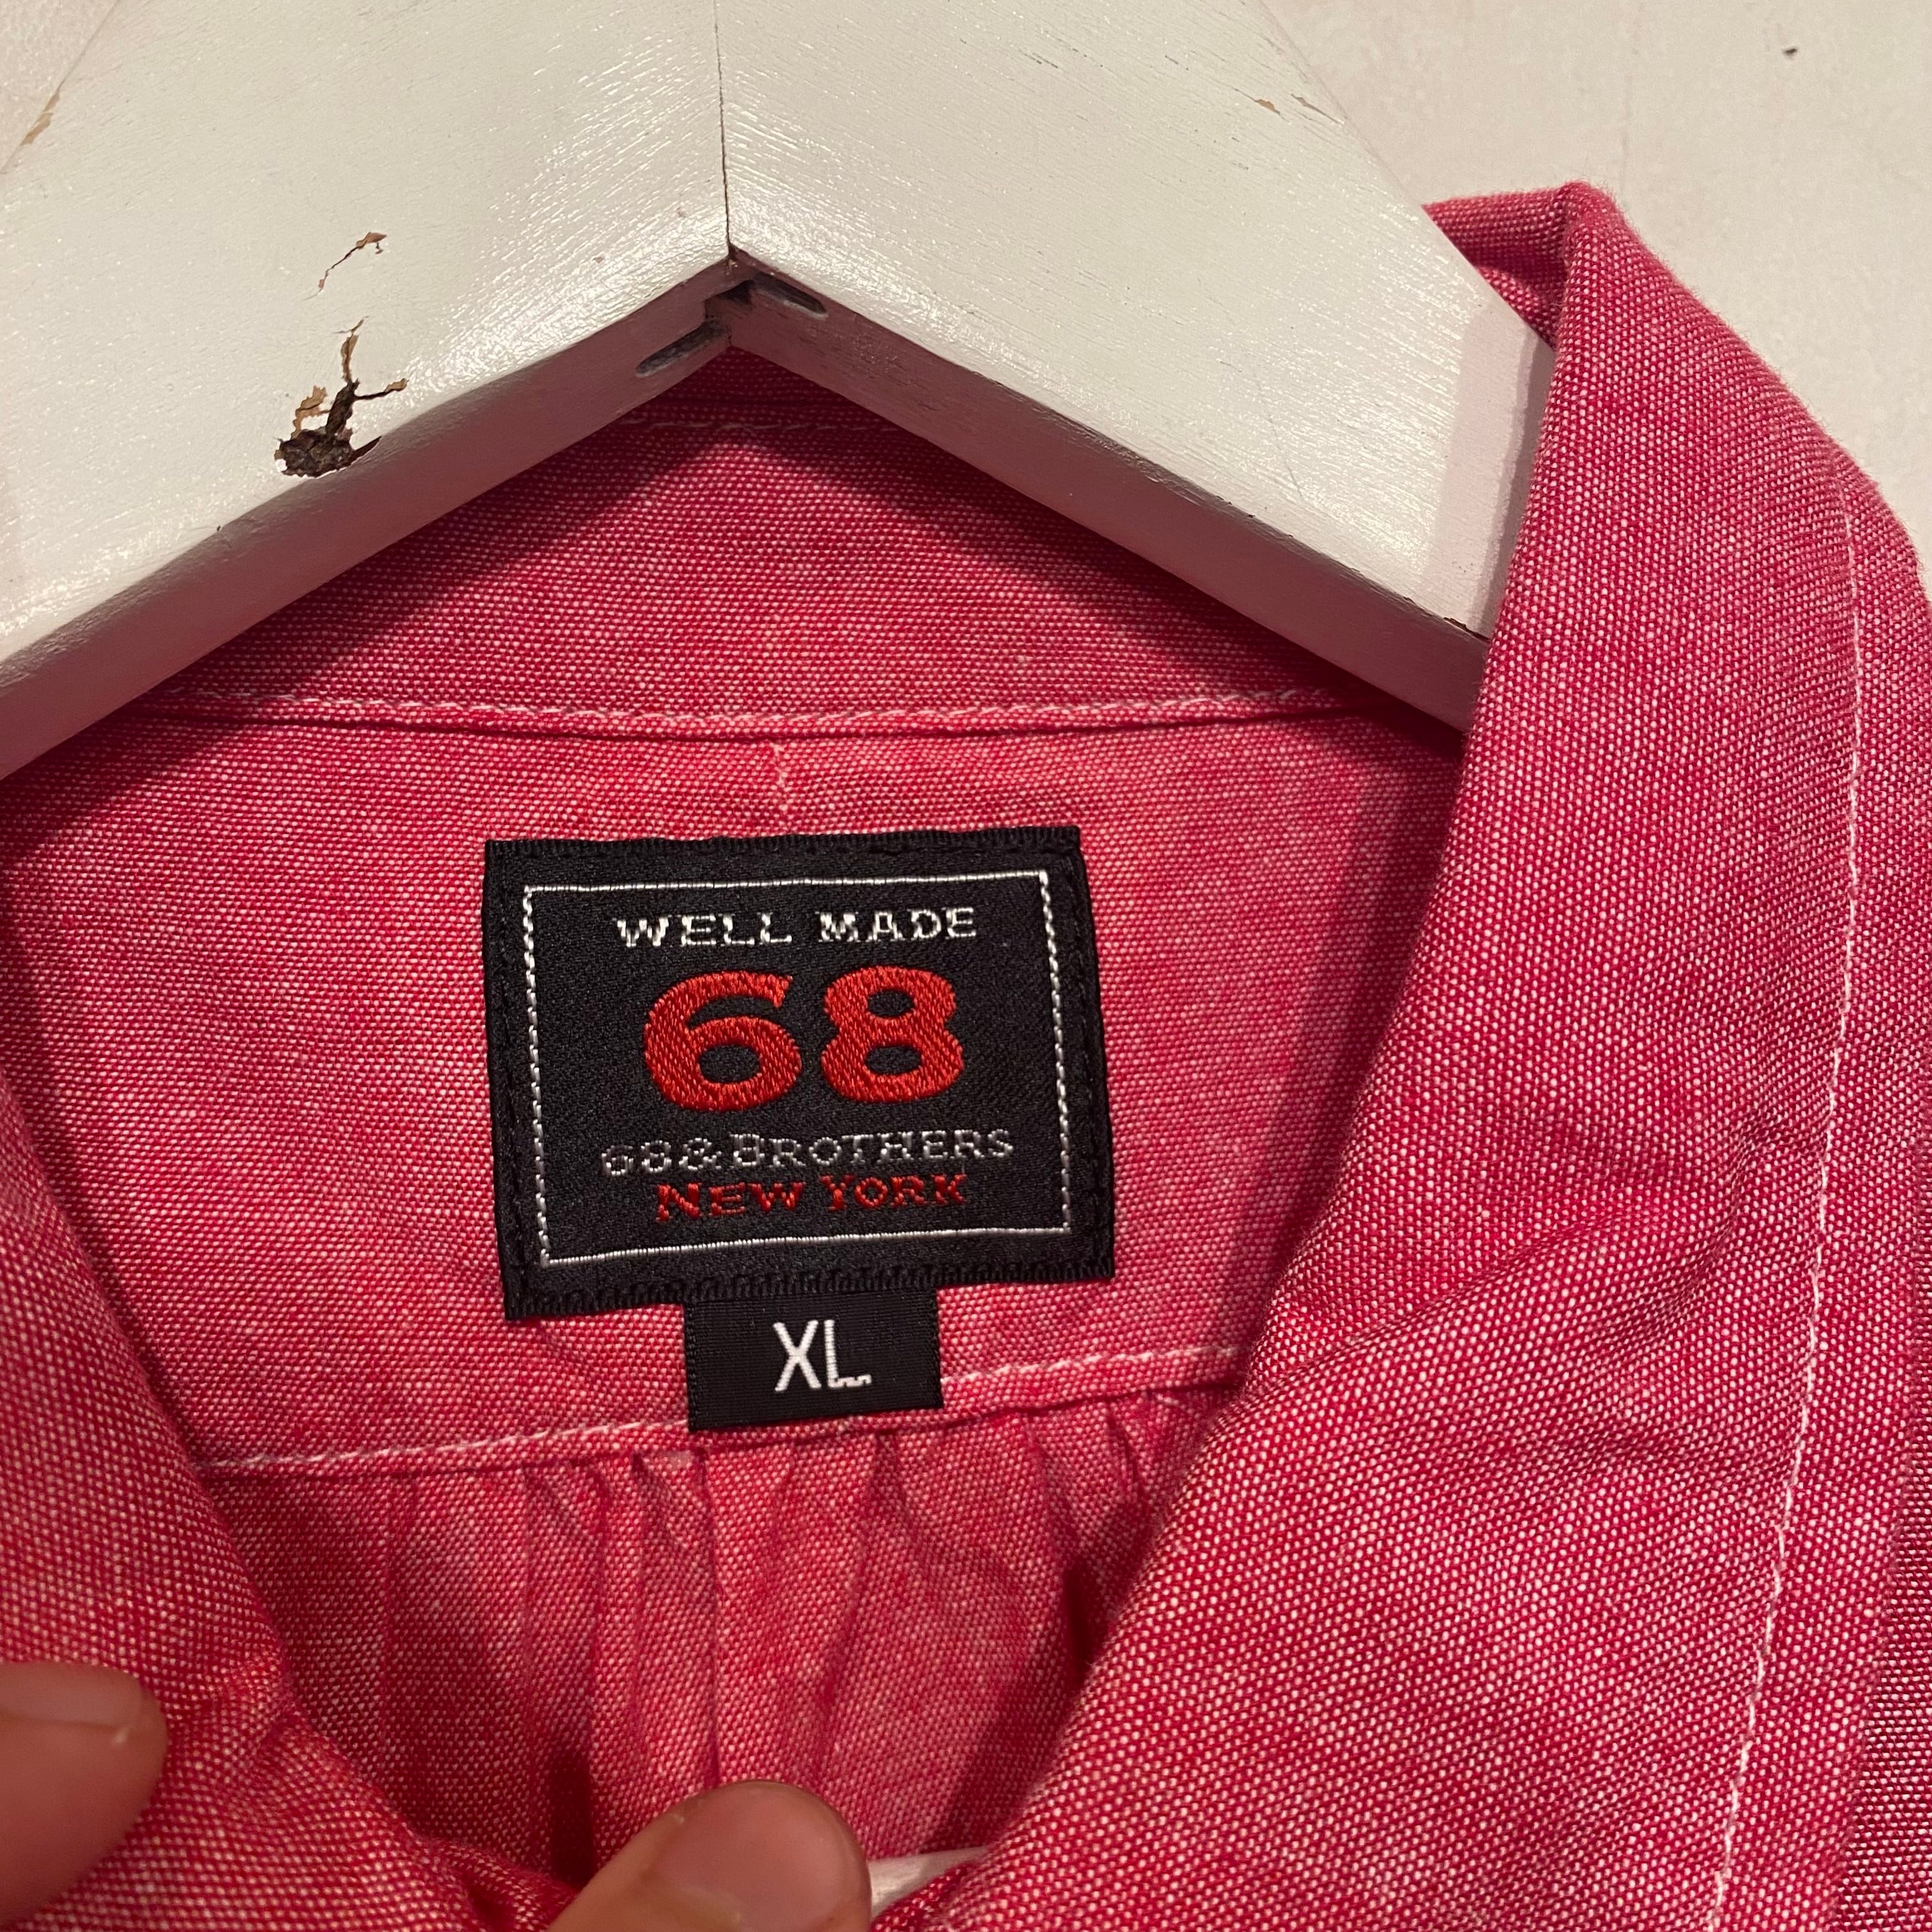 WELL MADE
68
68&BROTHERS
NEW YORK
XL